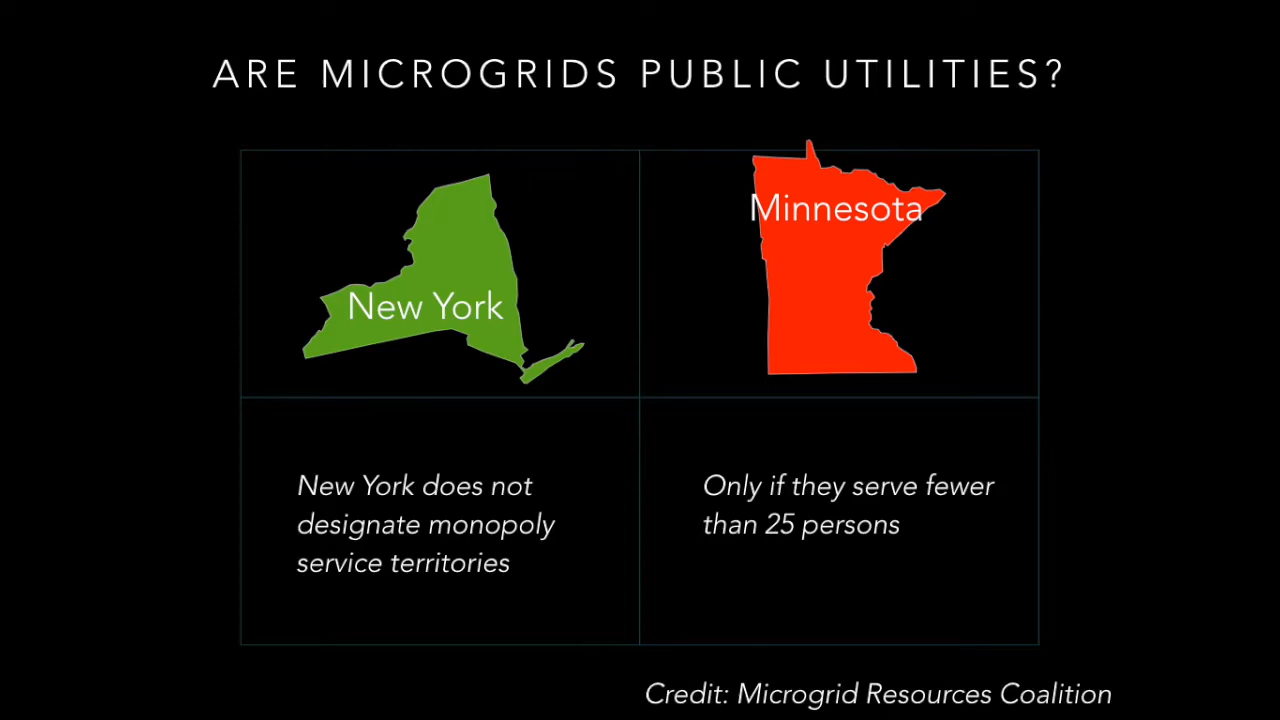 ARE MICROGRIDS PUBLIC UTILITIES?
New York
Minnesota
New York does not
designate monopoly
service territories
Only if they serve fewer
than 25 persons
Credit: Microgrid Resources Coalition